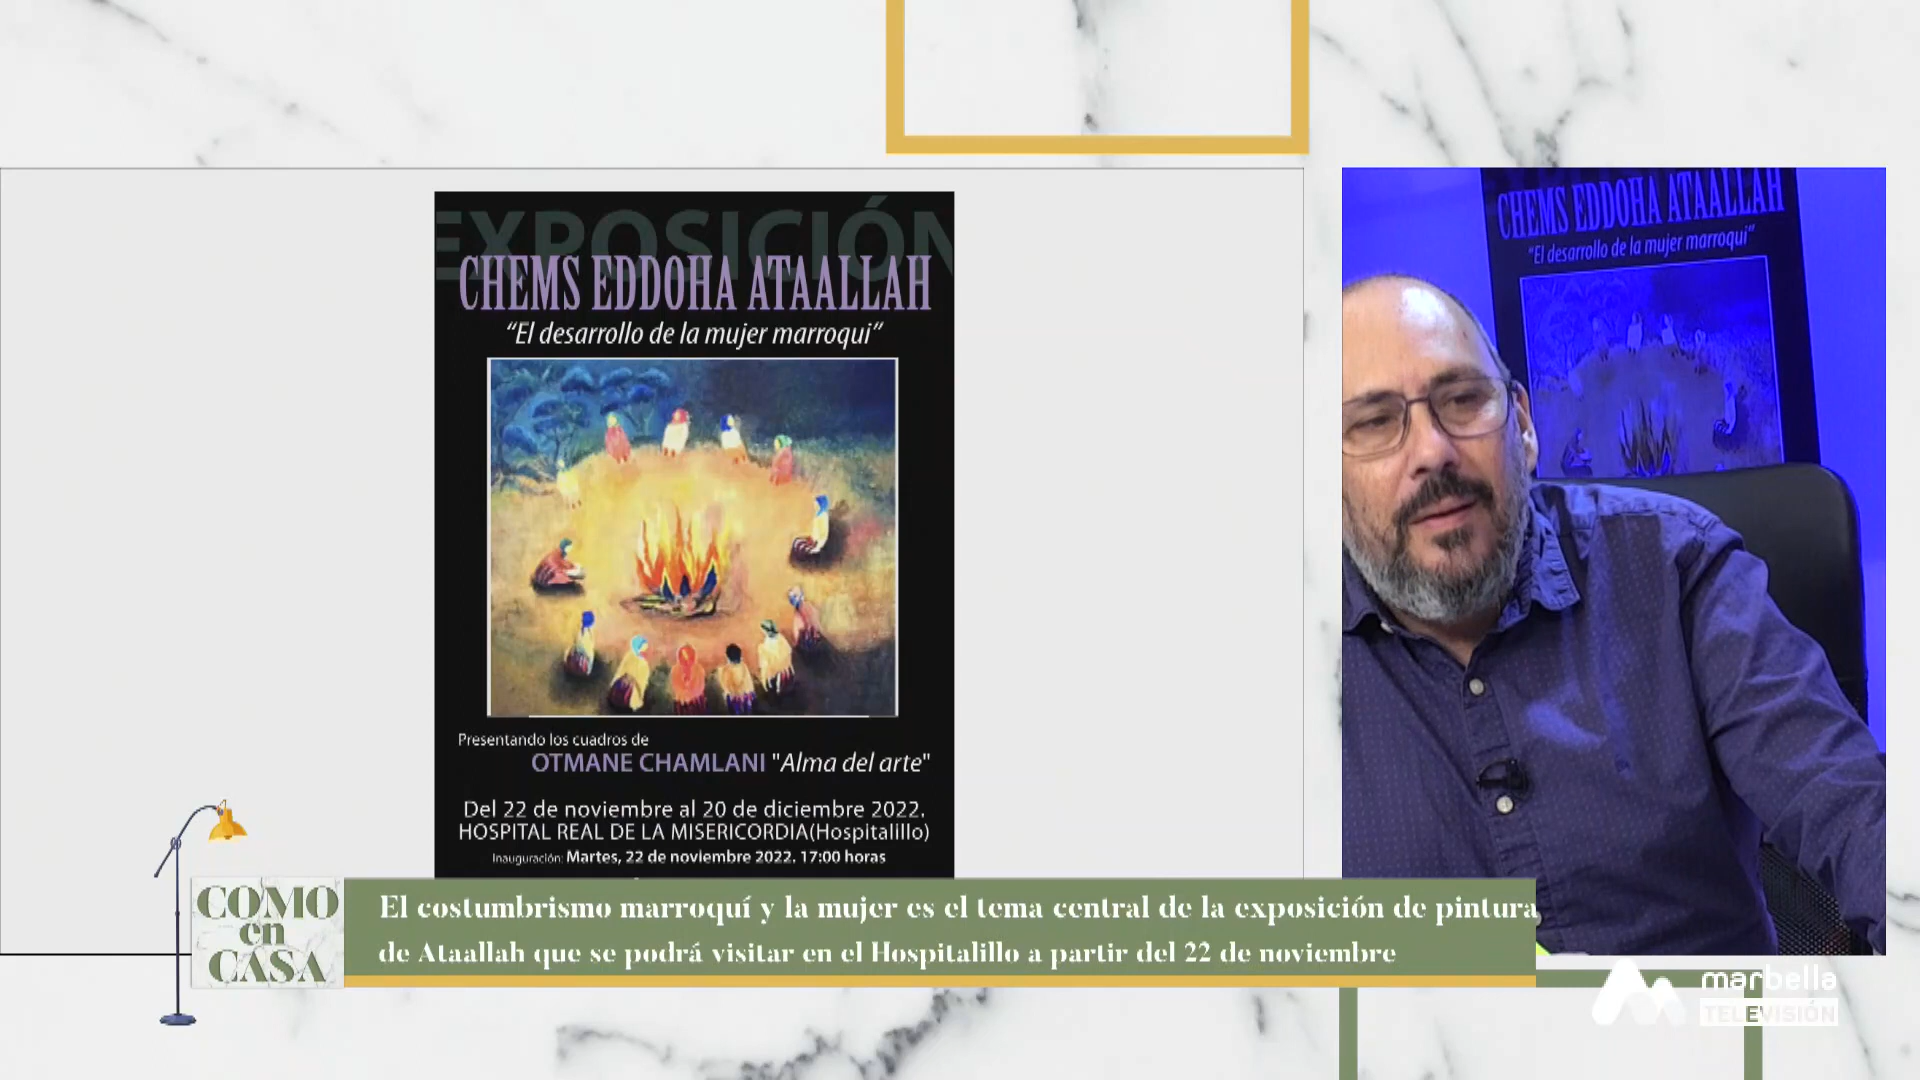 EXPOSICIÓN
CHEMS EDDOHA ATAALLAH
“El desarrollo de la mujer marroqui”
Presentando los cuadros de
OTMANE CHAMLANI "Alma del arte"
Del 22 de noviembre al 20 de diciembre 2022.
HOSPITAL REAL DE LA MISERICORDIA(Hospitalillo)
Inauguración: Martes, 22 de noviembre 2022. 17:00 horas
CHEMS EDDOHA ATAALLAH
“El desarrollo de la mujer marroqui”
COMO
en
CASA
El costumbrismo marroquí y la mujer es el tema central de la exposición de pintura
de Ataallah que se podrá visitar en el Hospitalillo a partir del 22 de noviembre
marbella
TELEVISIÓN